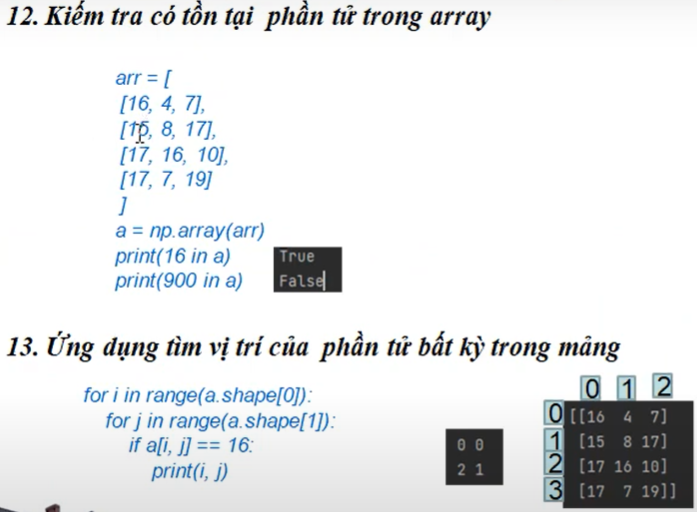 12. Kiểm tra có tồn tại phần tử trong array
arr = [
[16, 4, 7],
[15, 8, 17],
[17, 16, 10],
[17, 7, 19]
]
a = np.array(arr)
print(16 in a)
print(900 in a)
True
False
13. Ứng dụng tìm vị trí của phần tử bất kỳ trong mảng
for i in range(a.shape[0]):
for j in range(a.shape[1]):
if a[i, j] == 16:
print(i, j)
0 0
2 1
0 1 2
0 [[16 4 7]
1 [15 8 17]
2 [17 16 10]
3 [17 7 19]]